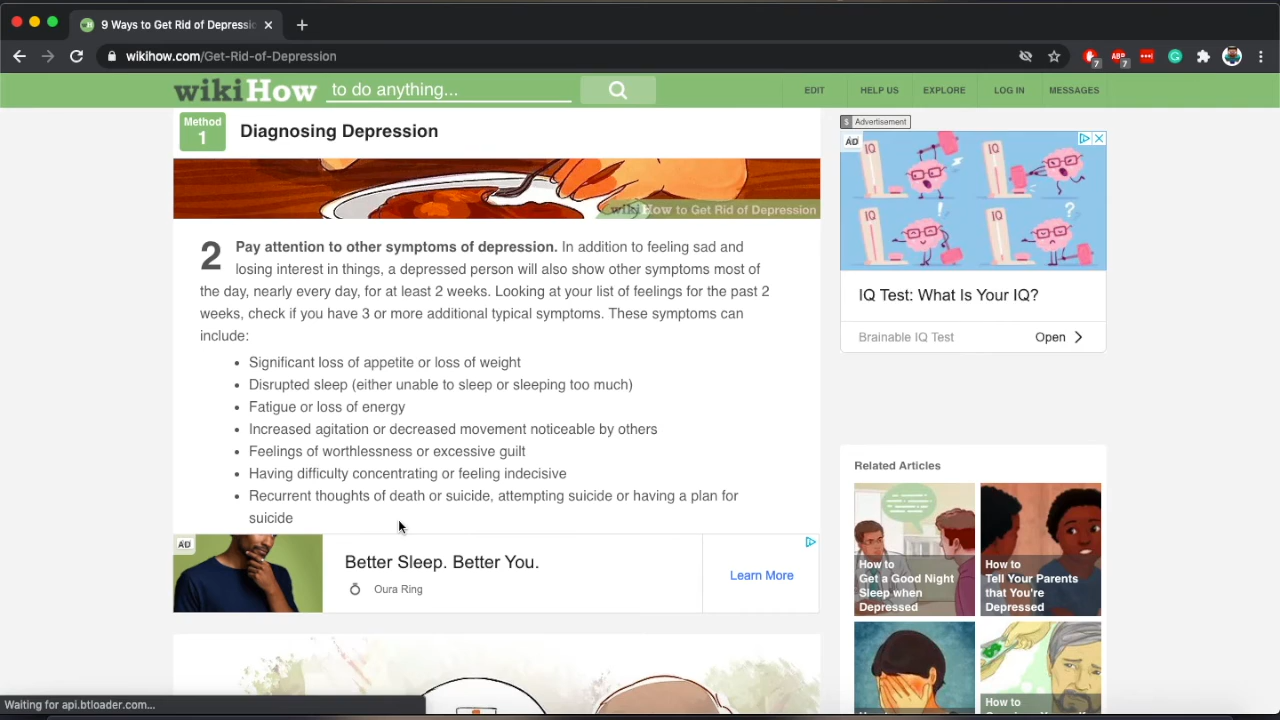 9 Ways to Get Rid of Depressi
wikihow.com/Get-Rid-of-Depression
7
ABP
7
wikiHow
to do anything...
EDIT
HELP US
EXPLORE
LOG IN
MESSAGES
Method
1
Diagnosing Depression
wikiHow to Get Rid of Depression
2
Pay attention to other symptoms of depression. In addition to feeling sad and
losing interest in things, a depressed person will also show other symptoms most of
the day, nearly every day, for at least 2 weeks. Looking at your list of feelings for the past 2
weeks, check if you have 3 or more additional typical symptoms. These symptoms can
include:
• Significant loss of appetite or loss of weight
• Disrupted sleep (either unable to sleep or sleeping too much)
• Fatigue or loss of energy
• Increased agitation or decreased movement noticeable by others
• Feelings of worthlessness or excessive guilt
• Having difficulty concentrating or feeling indecisive
• Recurrent thoughts of death or suicide, attempting suicide or having a plan for
suicide
AD
Better Sleep. Better You.
Oura Ring
Learn More
$ Advertisement
AD
IQ
IQ
IQ
IQ
IQ Test: What Is Your IQ?
Brainable IQ Test
Open
Related Articles
How to
Get a Good Night
Sleep when
Depressed
How to
Tell Your Parents
that You're
Depressed
How to
Waiting for api.btloader.com...